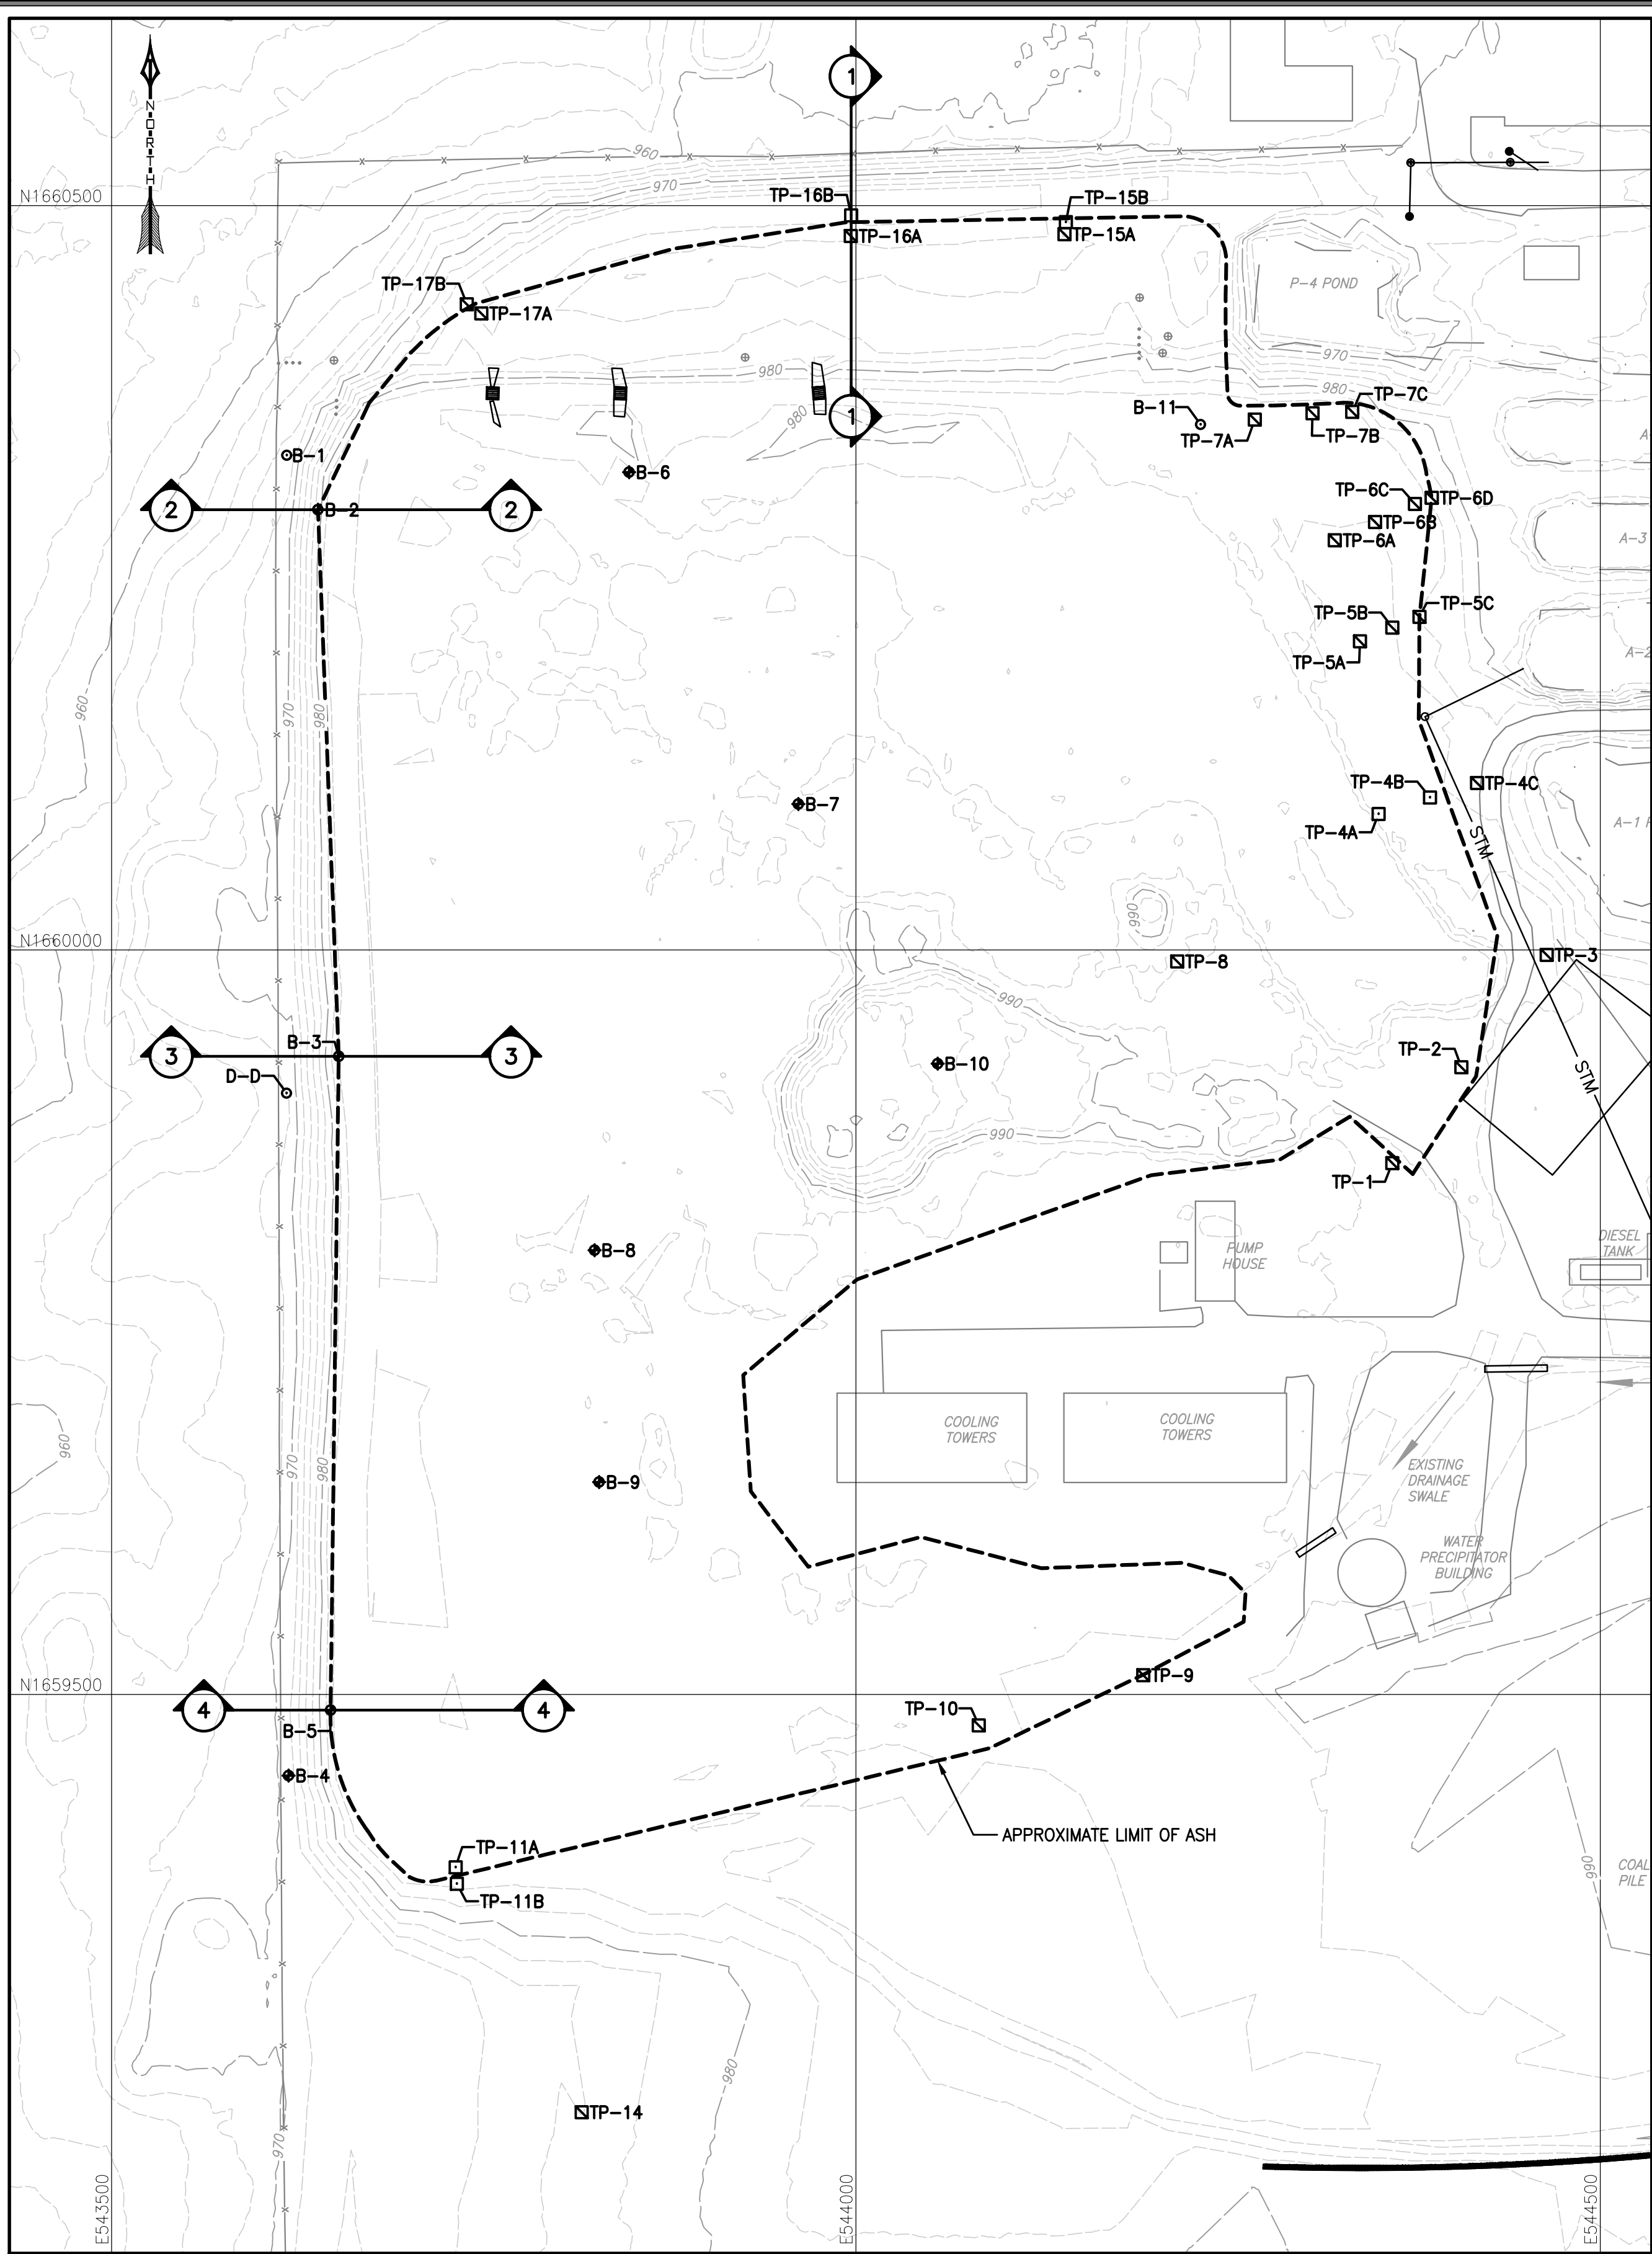 1
NORTH
960
N1660500
970
TP-16B
TP-15B
TP-16A
TP-15A
TP-17B
TP-17A
P-4 POND
970
980
980
980
TP-7C
B-11
1
TP-7A
TP-7B
B-1
B-6
2
B-2
2
TP-6C
TP-6D
TP-6B
TP-6A
A-3
TP-5C
TP-5B
TP-5A
A-2
960
970
980
TP-4B
TP-4C
TP-4A
B-7
STM
A-1
990
N1660000
TP-8
TP-3
990
3
B-3
3
TP-2
D-D
B-10
STM
990
TP-1
B-8
PUMP
HOUSE
DIESEL
TANK
960
970
980
COOLING
TOWERS
COOLING
TOWERS
B-9
EXISTING
DRAINAGE
SWALE
WATER
PRECIPITATOR
BUILDING
N1659500
TP-9
4
4
TP-10
B-5
B-4
APPROXIMATE LIMIT OF ASH
TP-11A
TP-11B
990
COAL
PILE
980
TP-14
970
E543500
E544000
E544500